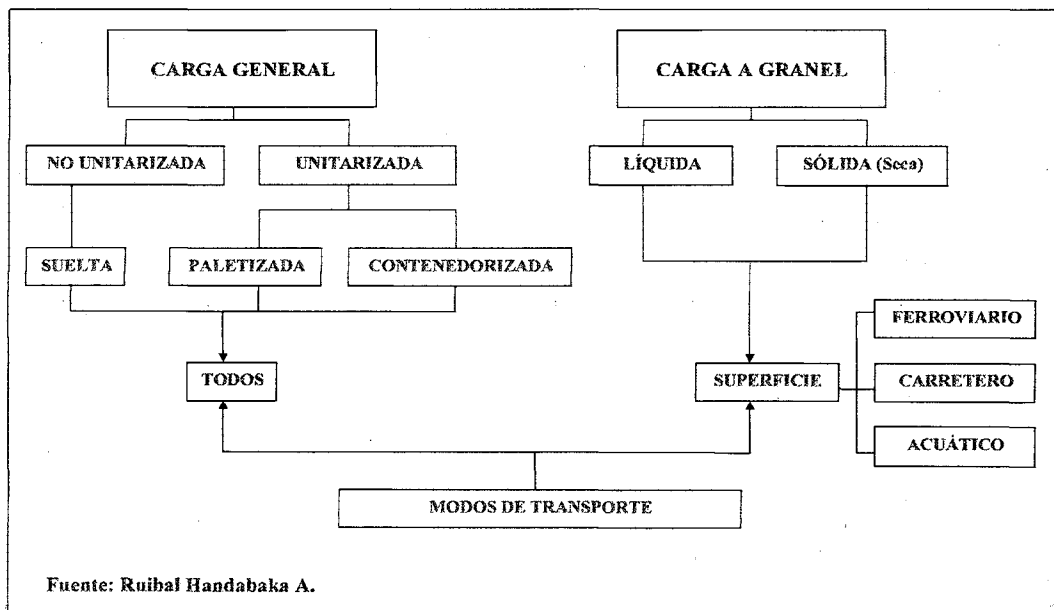 CARGA GENERAL
CARGA A GRANEL
NO UNITARIZADA
UNITARIZADA
LÍQUIDA
SÓLIDA (Seca)
SUELTA
PALETIZADA
CONTENEDORIZADA
FERROVIARIO
TODOS
SUPERFICIE
CARRETERO
ACUÁTICO
MODOS DE TRANSPORTE
Fuente: Ruibal Handabaka A.